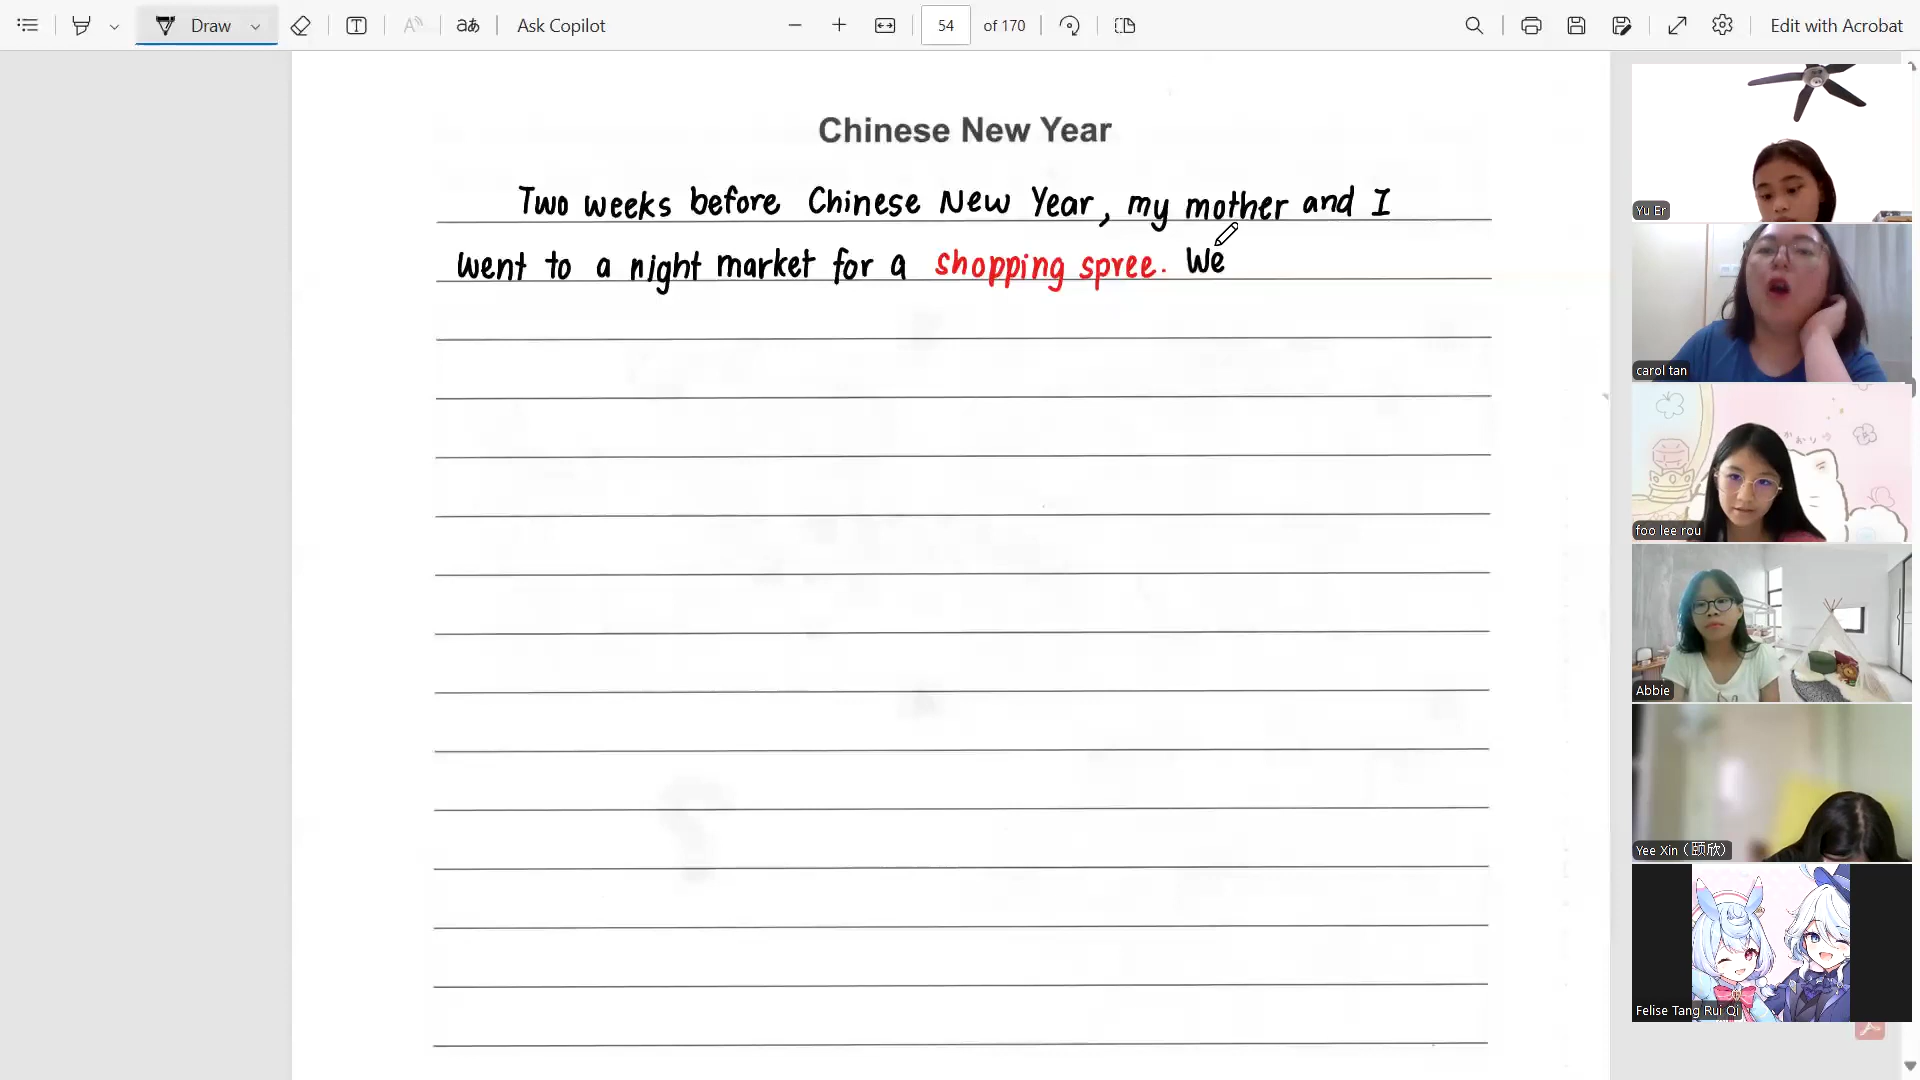 Draw
Ask Copilot
54
of 170
Edit with Acrobat
Chinese New Year
Two weeks before Chinese New Year, my mother and I
went to a night market for a shopping spree. We
Yu Er
carol tan
foo lee rou
Abbie
Yee Xin (颐欣)
Felise Tang Rui Qi